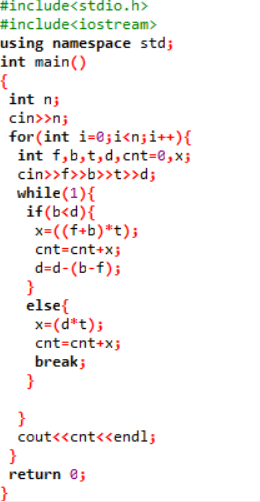 #include<stdio.h>
#include<iostream>
using namespace std;
int main()
{
int n;
cin>>n;
for(int i=0;i<n;i++){
int f,b,t,d,cnt=0,x;
cin>>f>>b>>t>>d;
while(1){
if(b<d){
x=((f+b)*t);
cnt=cnt+x;
d=d-(b-f);
}
else{
x=(d*t);
cnt=cnt+x;
break;
}
}
cout<<cnt<<endl;
}
return 0;
}